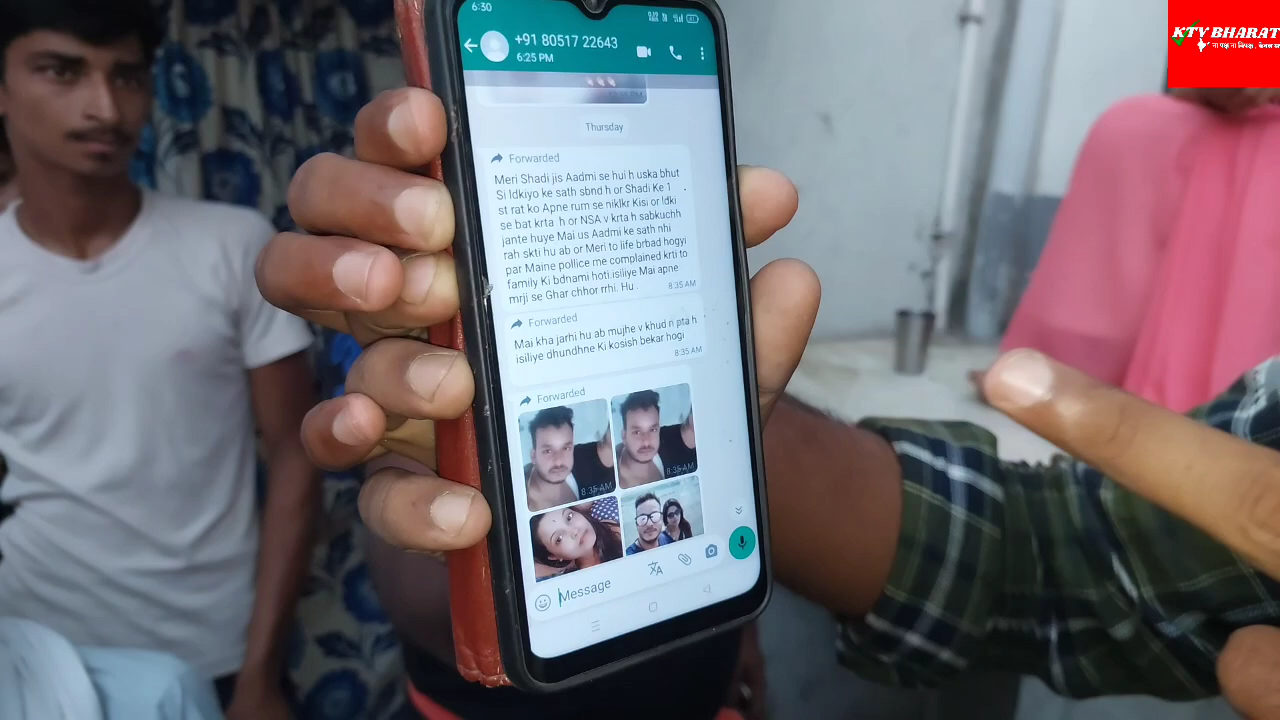 6:30
+91 80517 22643
6:25 PM
KTY BHARAT
Thursday
Forwarded
Meri Shadi jis Aadmi se hui h uska bhut
Si ldkiyo ke sath sbnd h or Shadi Ke 1
st rat ko Apne rum se niklkr Kisi or ldki
se bat krta h or NSA v krta h sabkuchh
jante huye Mai us Aadmi ke sath nhi
rah skti hu ab or Meri to life brbad hogyi
par Maine pollice me complained krti to
family Ki bdnami hoti.isiliye Mai apne
mrji se Ghar chhor rrhi. Hu .
8:35 AM
Forwarded
Mai kha jarhi hu ab mujhe v khud n pta h
isiliye dhundhne Ki kosish bekar hogi
8:35 AM
Forwarded
8:35 AM
8:35 AM
Message